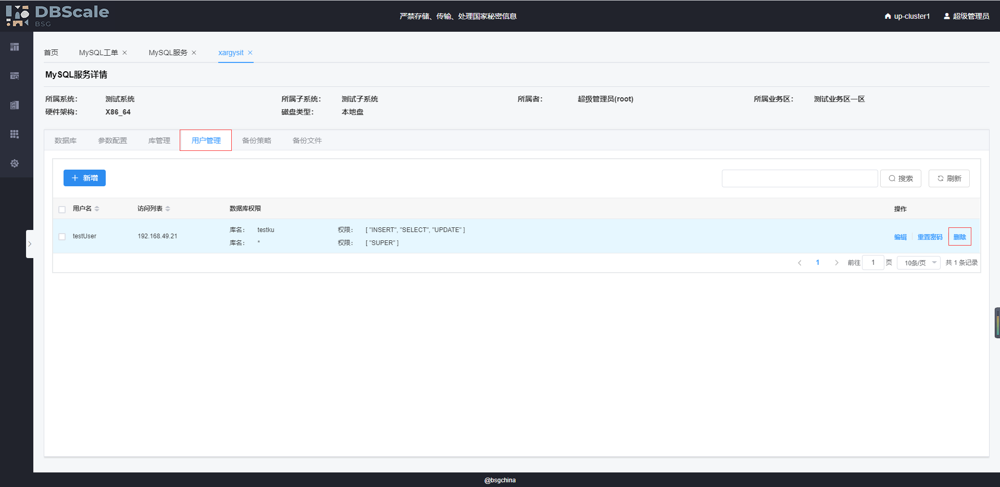 DBScale
BSG
严禁存储、传输、处理国家秘密信息
up-cluster1
超级管理员
首页
MySQL工单
MySQL服务
xargysit
MySQL服务详情
所属系统： 测试系统
所属子系统： 测试子系统
所属者： 超级管理员(root)
所属业务区： 测试业务区一区
硬件架构： X86_64
磁盘类型： 本地盘
数据库
参数配置
库管理
用户管理
备份策略
备份文件
新增
搜索
刷新
用户名
访问列表
数据库权限
操作
testUser
192.168.49.21
库名： testku 权限： [ "INSERT", "SELECT", "UPDATE" ]
库名： * 权限： [ "SUPER" ]
编辑
重置密码
删除
1
前往 1 页
10条/页
共 1 条记录
@bsgchina